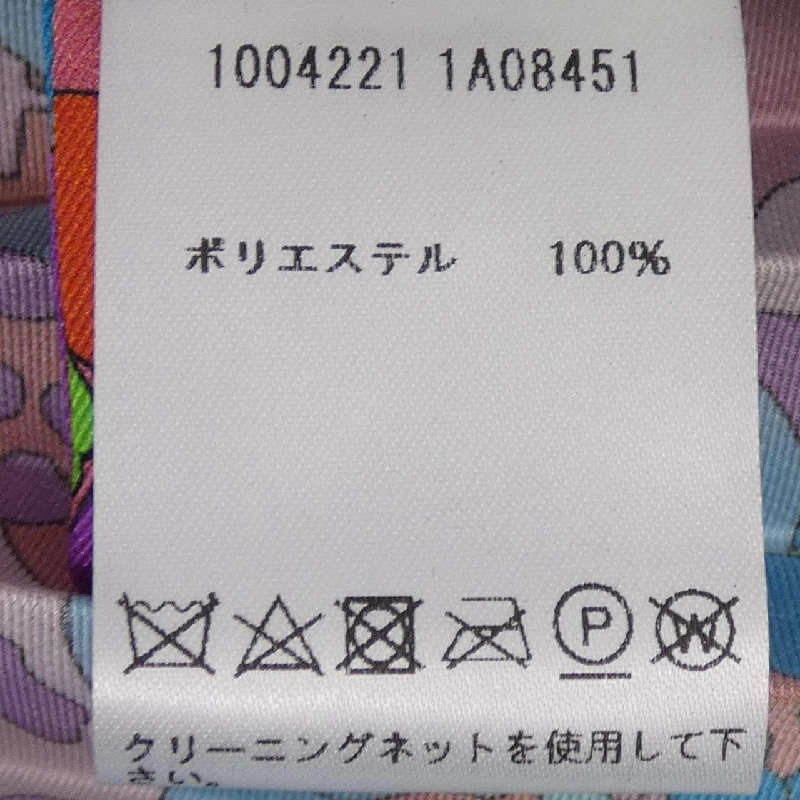 1004221 1A08451
ポリエステル 100%
P W
クリーニングネットを使用して下
さい。